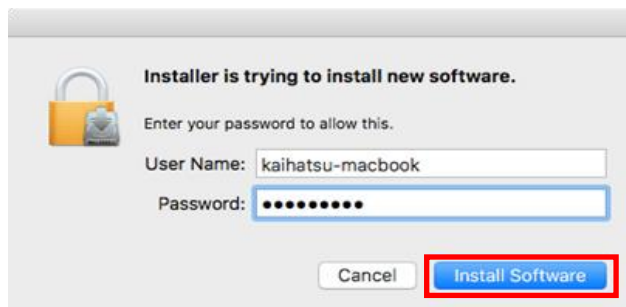 Installer is trying to install new software.
Enter your password to allow this.
User Name: kaihatsu-macbook
Password: •••••••••
Cancel Install Software